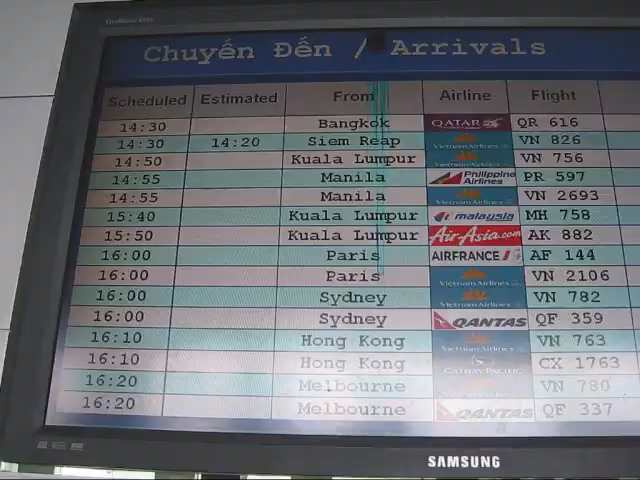 Chuyến Đến / Arrivals
Scheduled Estimated From Airline Flight
14:30 Bangkok QATAR QR 616
14:30 14:20 Siem Reap Vietnam Airlines VN 826
14:50 Kuala Lumpur Vietnam Airlines VN 756
14:55 Manila Philippine Airlines PR 597
14:55 Manila Vietnam Airlines VN 2693
15:40 Kuala Lumpur malaysia MH 758
15:50 Kuala Lumpur AirAsia.com AK 882
16:00 Paris AIRFRANCE AF 144
16:00 Paris Vietnam Airlines VN 2106
16:00 Sydney Vietnam Airlines VN 782
16:00 Sydney QANTAS QF 359
16:10 Hong Kong Vietnam Airlines VN 763
16:10 Hong Kong CATHAY PACIFIC CX 1763
16:20 Melbourne Vietnam Airlines VN 780
16:20 Melbourne QANTAS QF 337
SAMSUNG